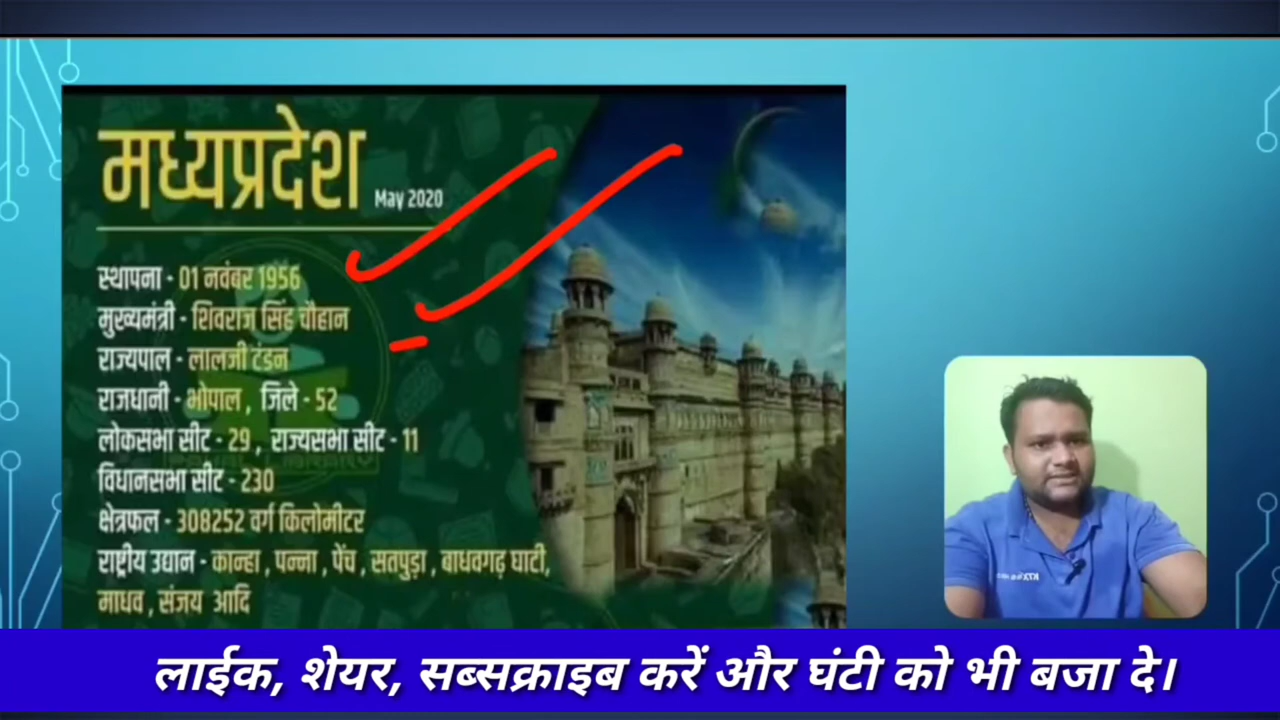 मध्यप्रदेश May 2020
स्थापना - 01 नवंबर 1956
मुख्यमंत्री - शिवराज सिंह चौहान
राज्यपाल - लालजी टंडन
राजधानी - भोपाल , जिले - 52
लोकसभा सीट - 29 , राज्यसभा सीट - 11
विधानसभा सीट - 230
क्षेत्रफल - 308252 वर्ग किलोमीटर
राष्ट्रीय उद्यान - कान्हा , पन्ना , पेंच , सतपुड़ा , बाधवगढ़ घाटी,
माधव , संजय आदि
लाईक, शेयर, सब्सक्राइब करें और घंटी को भी बजा दे।